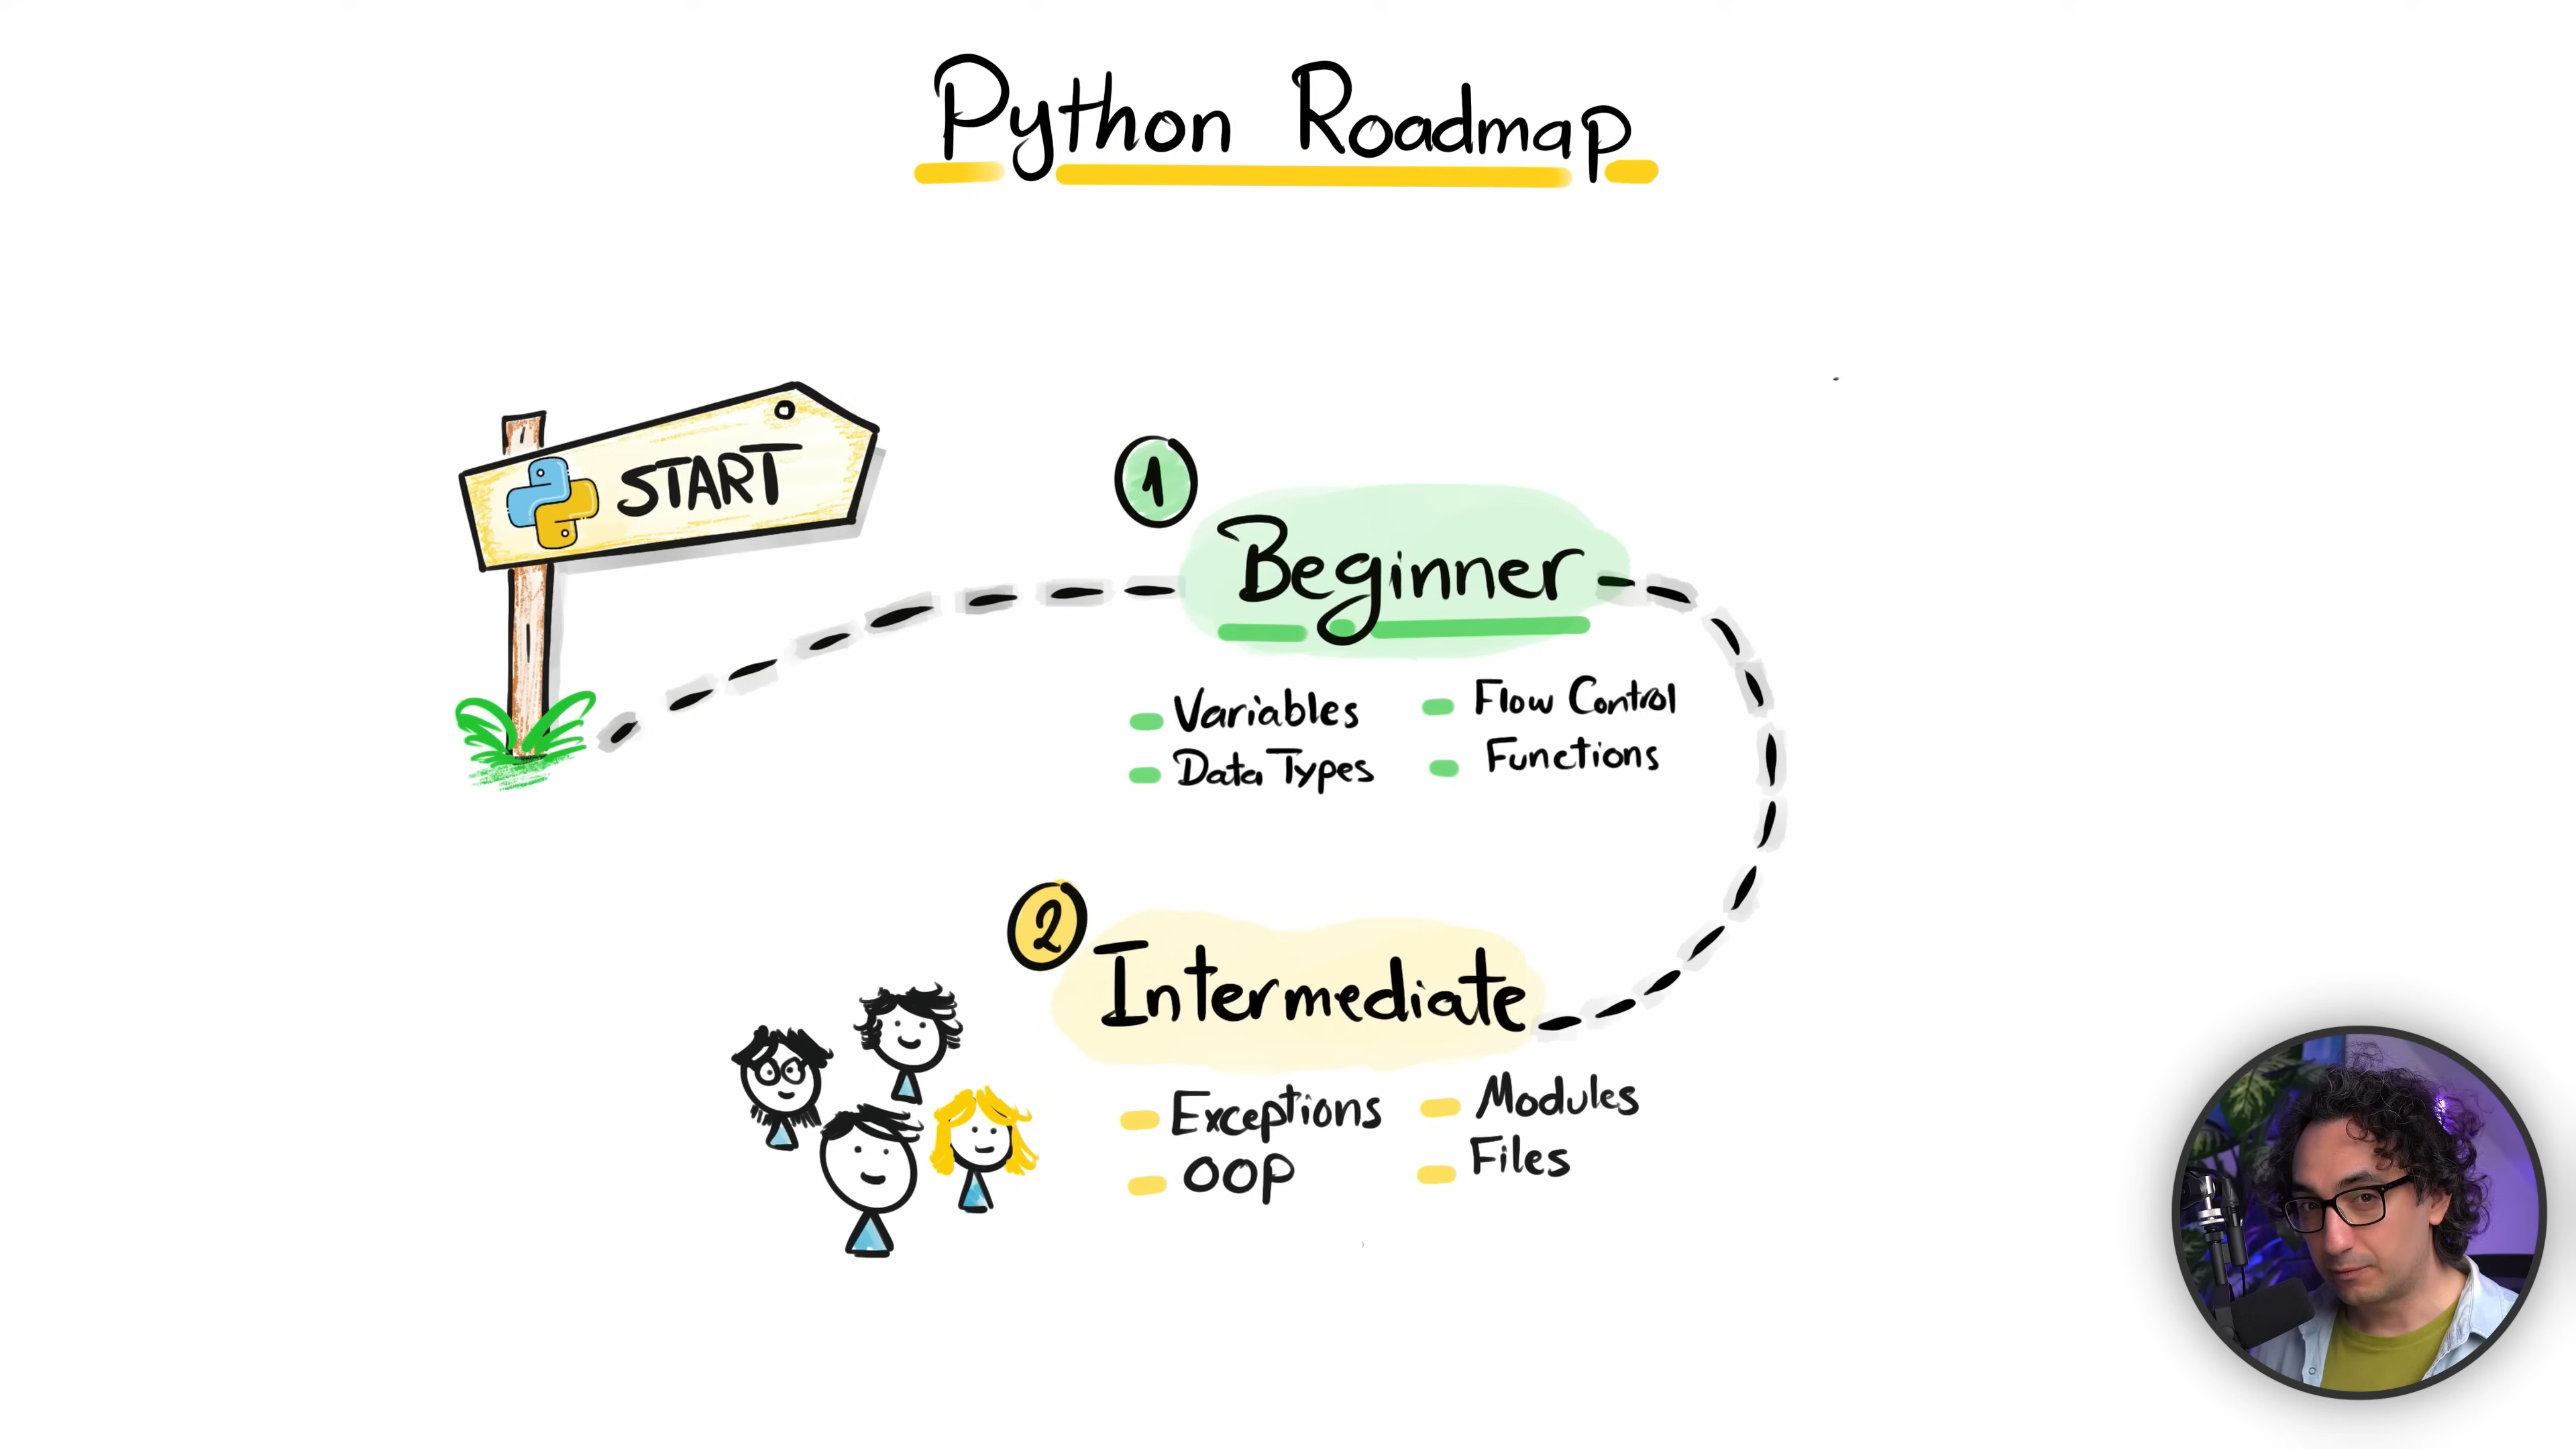 Python Roadmap
START
1
Beginner
Variables
Flow Control
Data Types
Functions
2
Intermediate
Exceptions
Modules
OOP
Files